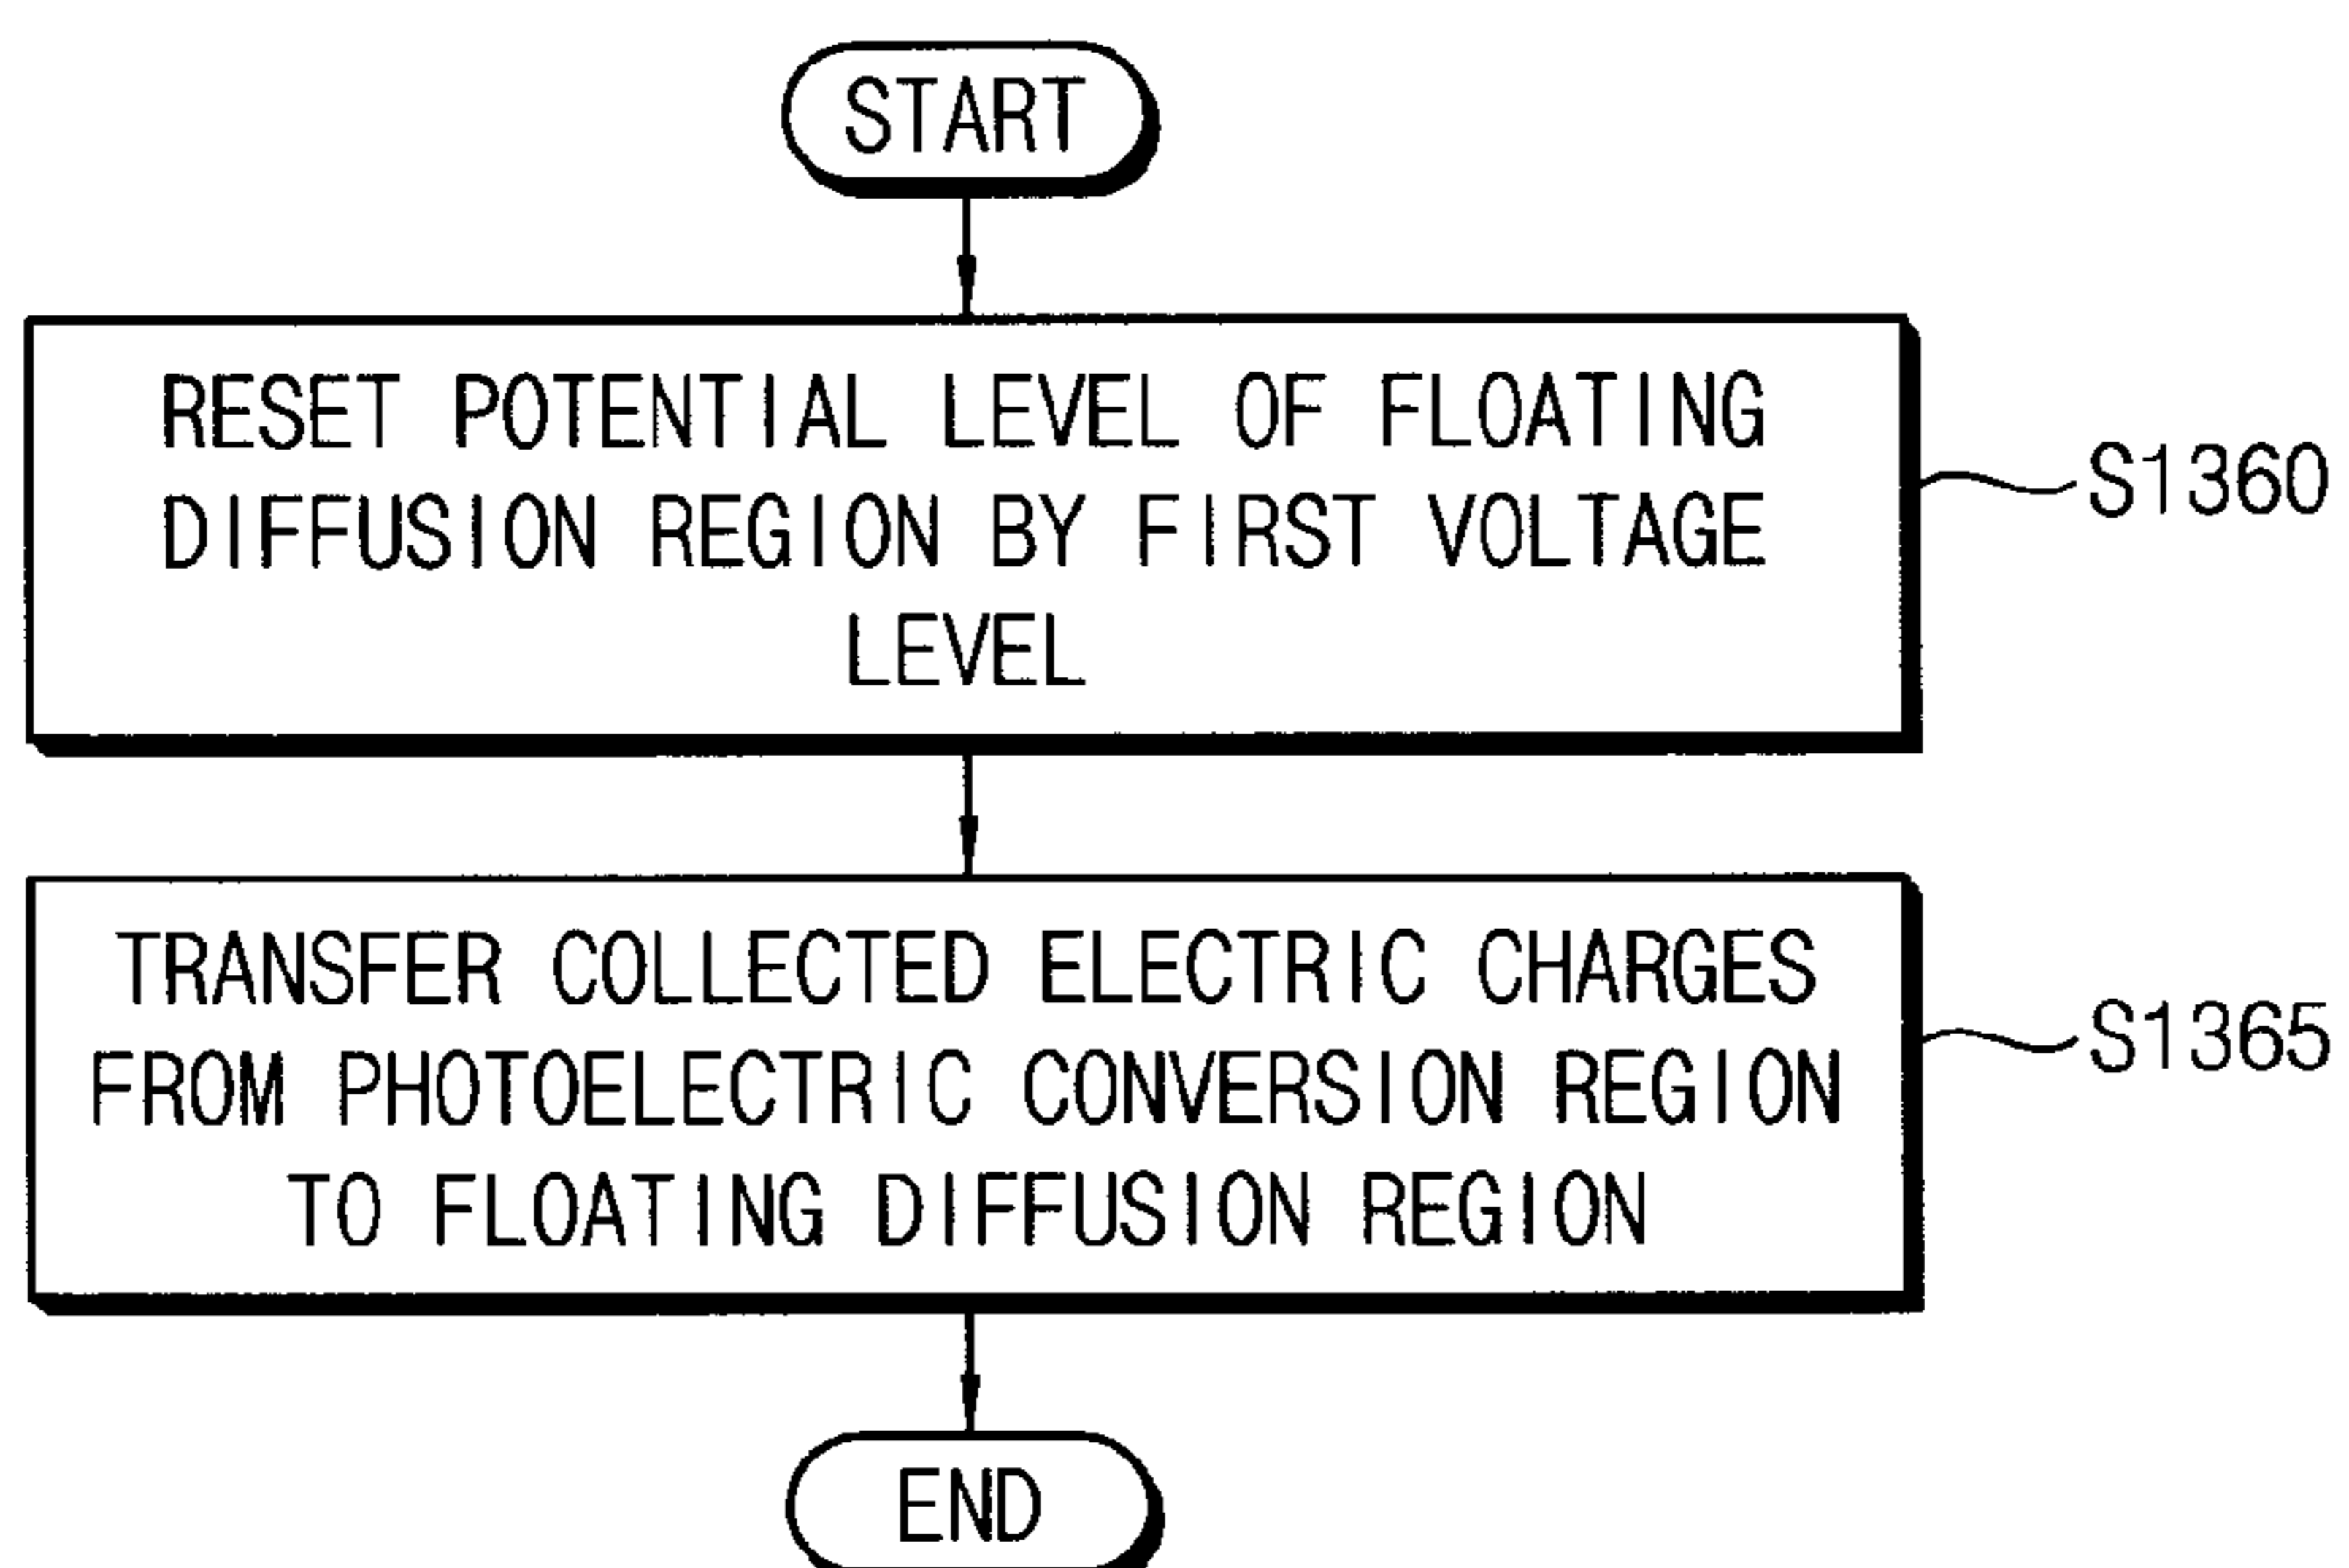 START
RESET POTENTIAL LEVEL OF FLOATING
DIFFUSION REGION BY FIRST VOLTAGE
LEVEL
S1360
TRANSFER COLLECTED ELECTRIC CHARGES
FROM PHOTOELECTRIC CONVERSION REGION
TO FLOATING DIFFUSION REGION
S1365
END